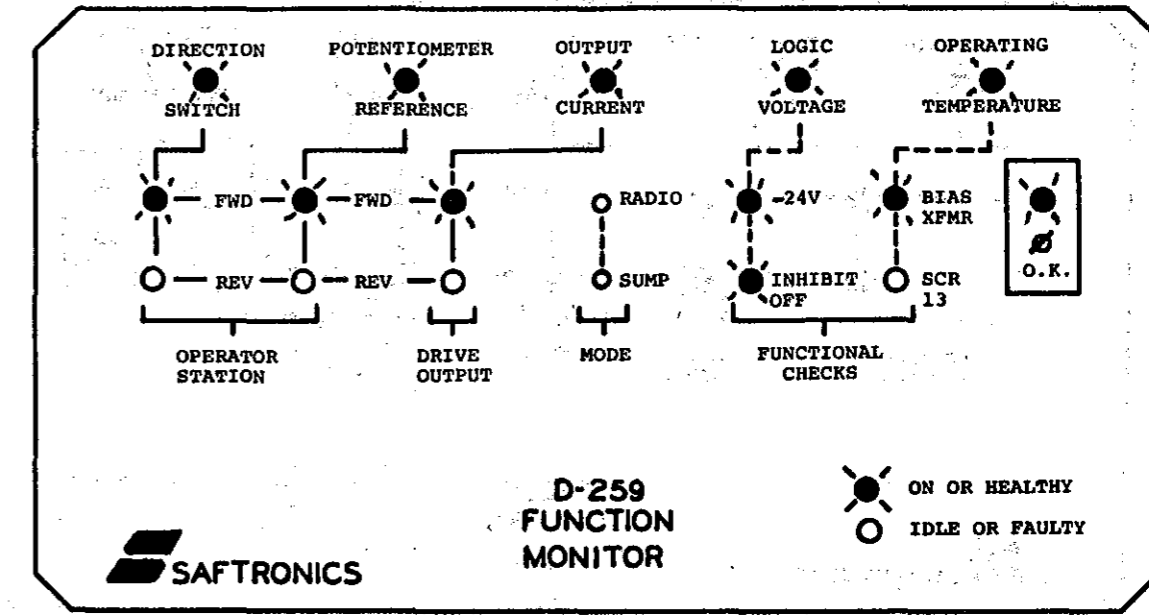 DIRECTION POTENTIOMETER OUTPUT LOGIC OPERATING
SWITCH REFERENCE CURRENT VOLTAGE TEMPERATURE
FWD FWD RADIO -24V BIAS
XFMR
Ø
O.K.
REV REV SUMP INHIBIT SCR
OFF 13
OPERATOR DRIVE MODE FUNCTIONAL
STATION OUTPUT CHECKS
D-259
FUNCTION
MONITOR
ON OR HEALTHY
IDLE OR FAULTY
SAFTRONICS